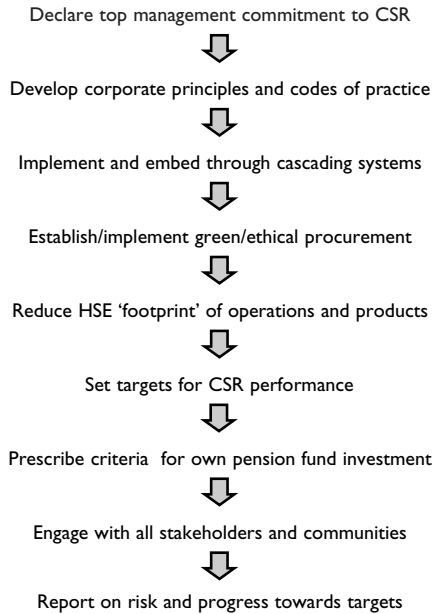 Declare top management commitment to CSR
Develop corporate principles and codes of practice
Implement and embed through cascading systems
Establish/implement green/ethical procurement
Reduce HSE ‘footprint’ of operations and products
Set targets for CSR performance
Prescribe criteria for own pension fund investment
Engage with all stakeholders and communities
Report on risk and progress towards targets